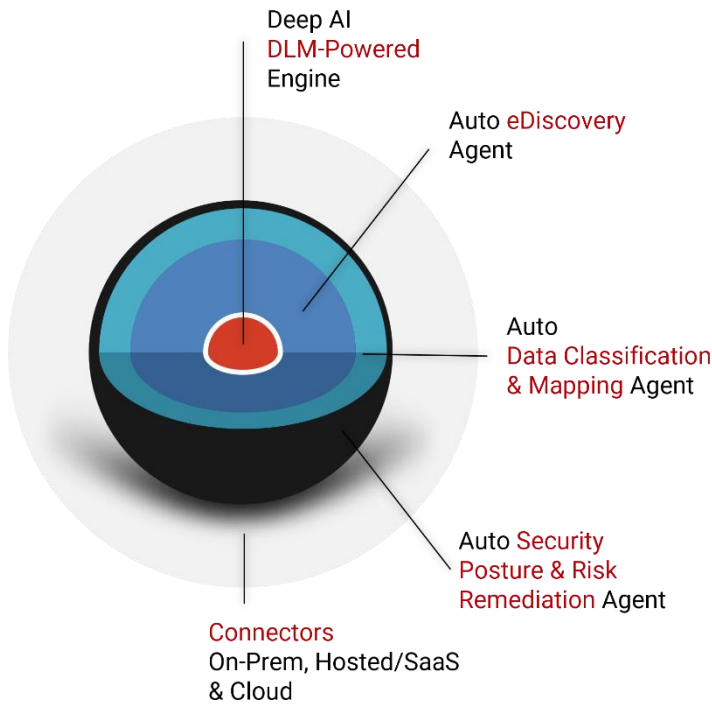 Deep AI
DLM-Powered
Engine
Auto eDiscovery
Agent
Auto
Data Classification
& Mapping Agent
Auto Security
Posture & Risk
Remediation Agent
Connectors
On-Prem, Hosted/SaaS
& Cloud